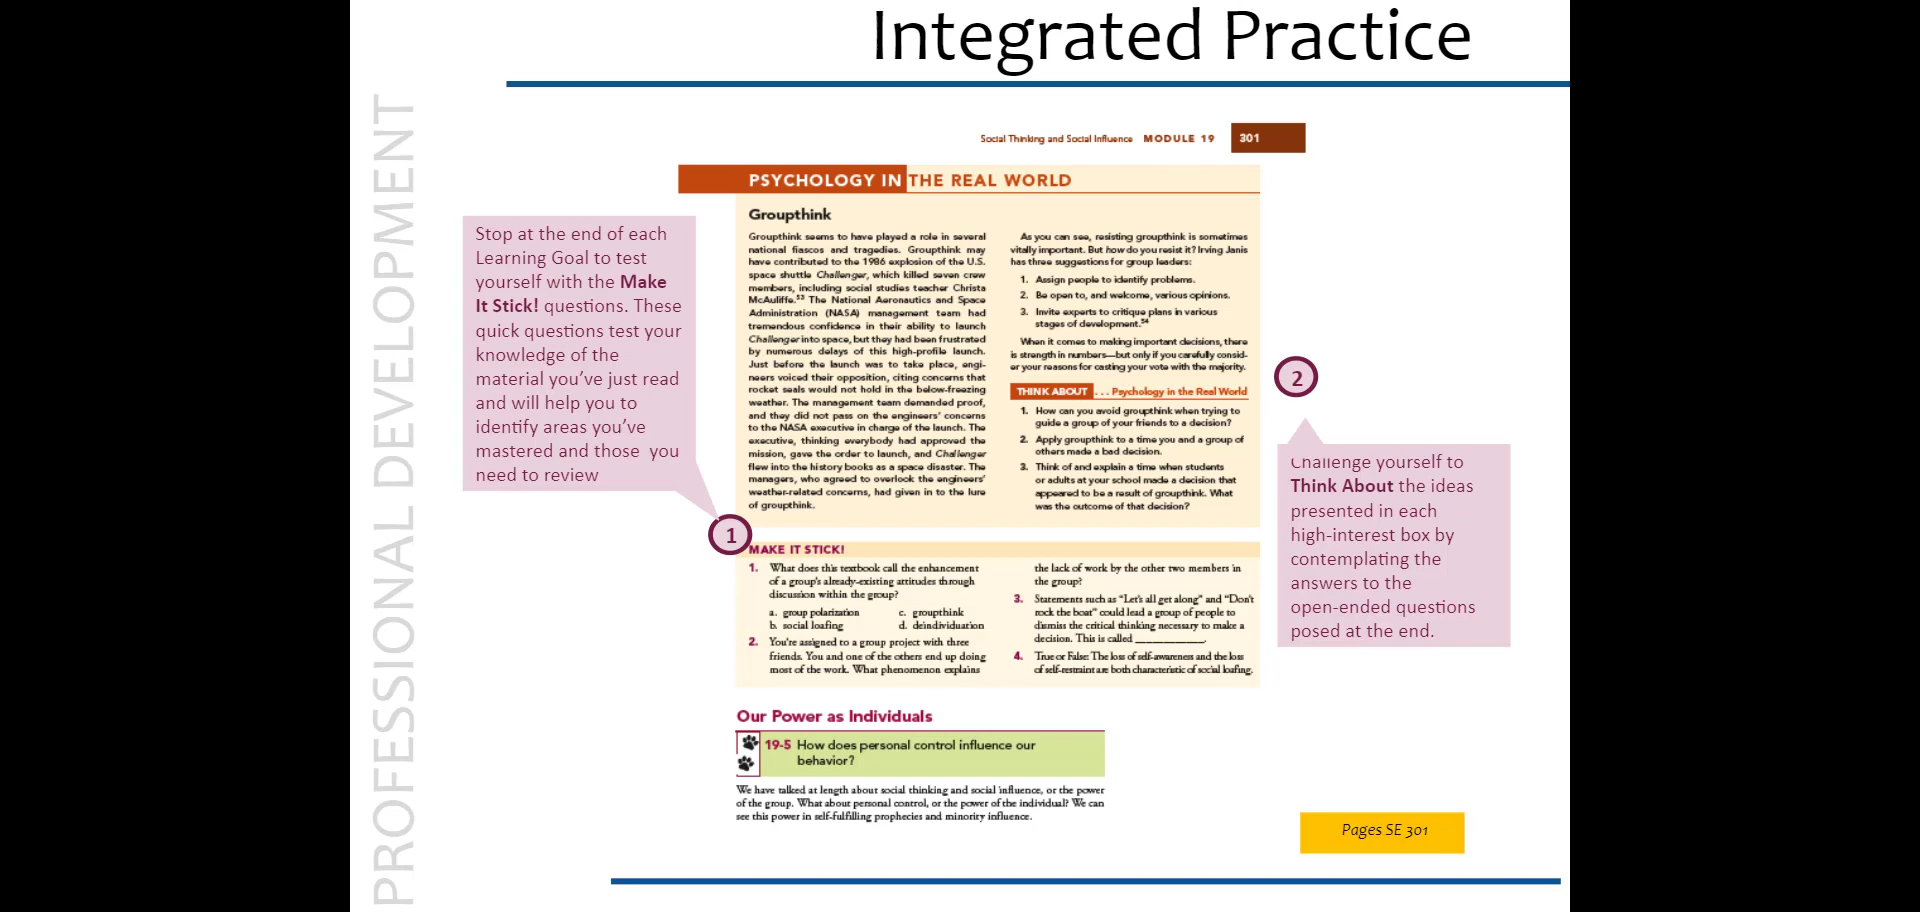 Integrated Practice
PROFESSIONAL DEVELOPMENT
Social Thinking and Social Influence MODULE 19 301
PSYCHOLOGY IN THE REAL WORLD
Groupthink
Groupthink seems to have played a role in several
national fiascos and tragedies. Groupthink may
have contributed to the 1986 explosion of the U.S.
space shuttle Challenger, which killed seven crew
members, including social studies teacher Christa
McAuliffe.53 The National Aeronautics and Space
Administration (NASA) management team had
tremendous confidence in their ability to launch
Challenger into space, but they had been frustrated
by numerous delays of this high-profile launch.
Just before the launch was to take place, engi-
neers voiced their opposition, citing concerns that
rocket seals would not hold in the below-freezing
weather. The management team demanded proof,
and they did not pass on the engineers' concerns
to the NASA executive in charge of the launch. The
executive, thinking everybody had approved the
mission, gave the order to launch, and Challenger
flew into the history books as a space disaster. The
managers, who agreed to overlook the engineers'
weather-related concerns, had given in to the lure
of groupthink.
As you can see, resisting groupthink is sometimes
vitally important. But how do you resist it? Irving Janis
has three suggestions for group leaders:
1. Assign people to identify problems.
2. Be open to, and welcome, various opinions.
3. Invite experts to critique plans in various
stages of development.54
When it comes to making important decisions, there
is strength in numbers—but only if you carefully consid-
er your reasons for casting your vote with the majority.
THINK ABOUT . . . Psychology in the Real World
1. How can you avoid groupthink when trying to
guide a group of your friends to a decision?
2. Apply groupthink to a time you and a group of
others made a bad decision.
3. Think of and explain a time when students
or adults at your school made a decision that
appeared to be a result of groupthink. What
was the outcome of that decision?
Stop at the end of each
Learning Goal to test
yourself with the Make
It Stick! questions. These
quick questions test your
knowledge of the
material you've just read
and will help you to
identify areas you've
mastered and those you
need to review
1
2
Challenge yourself to
Think About the ideas
presented in each
high-interest box by
contemplating the
answers to the
open-ended questions
posed at the end.
MAKE IT STICK!
1. What does this textbook call the enhancement
of a group's already-existing attitudes through
discussion within the group?
a. group polarization c. groupthink
b. social loafing d. deindividuation
2. You're assigned to a group project with three
friends. You and one of the others end up doing
most of the work. What phenomenon explains
the lack of work by the other two members in
the group?
3. Statements such as "Let's all get along" and "Don't
rock the boat" could lead a group of people to
dismiss the critical thinking necessary to make a
decision. This is called ___________.
4. True or False: The loss of self-awareness and the loss
of self-restraint are both characteristic of social loafing.
Our Power as Individuals
19-5 How does personal control influence our
behavior?
We have talked at length about social thinking and social influence, or the power
of the group. What about personal control, or the power of the individual? We can
see this power in self-fulfilling prophecies and minority influence.
Pages SE 301